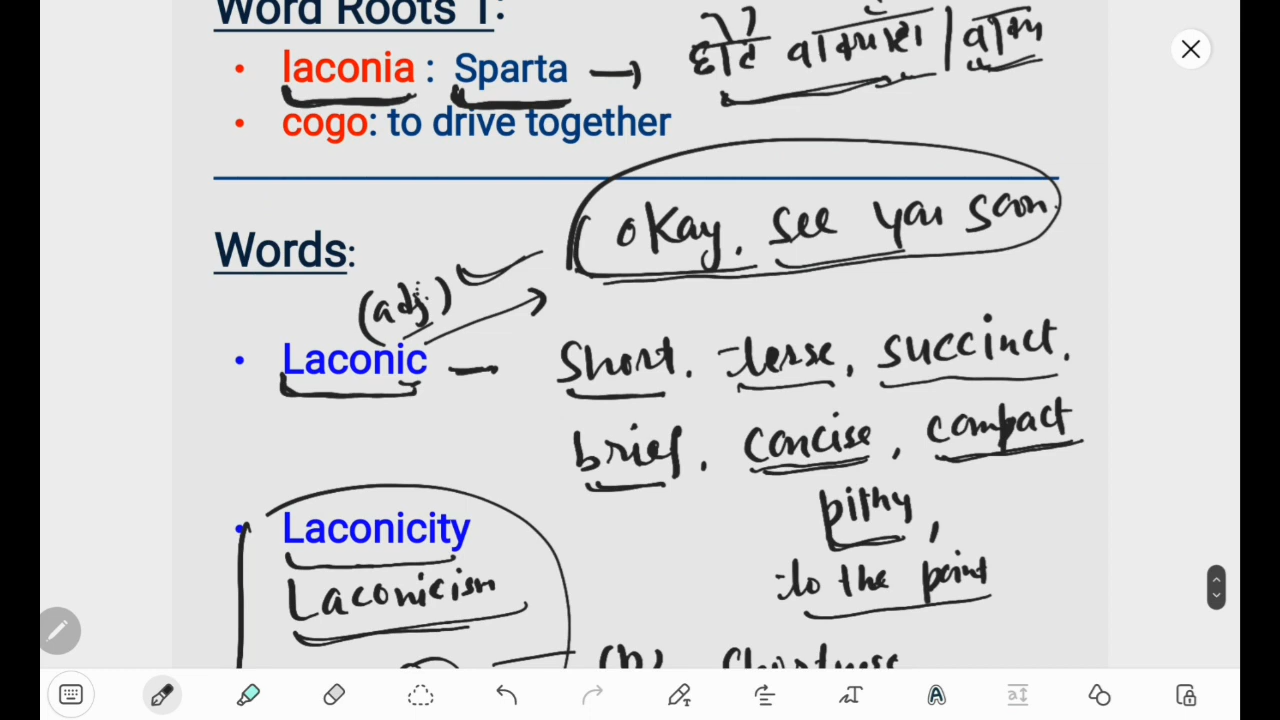 Word Roots 1:
• laconia : Sparta →
• cogo: to drive together
okay, see you soon.
Words:
(adj.)
• Laconic — Short, terse, succinct,
brief, concise, compact
pithy,
to the point
• Laconicity
Laconicism
(n) Shortness